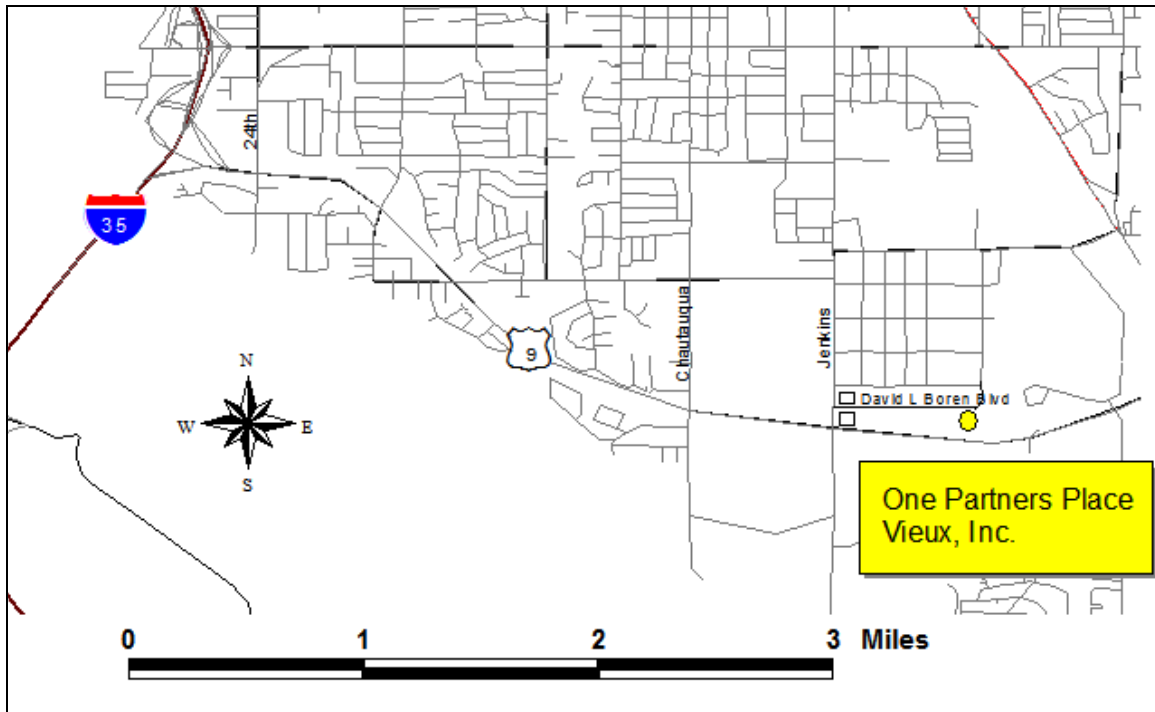 24th
35
Chautauqua
Jenkins
9
N
W E
S
David L Boren Blvd
One Partners Place
Vieux, Inc.
0 1 2 3 Miles